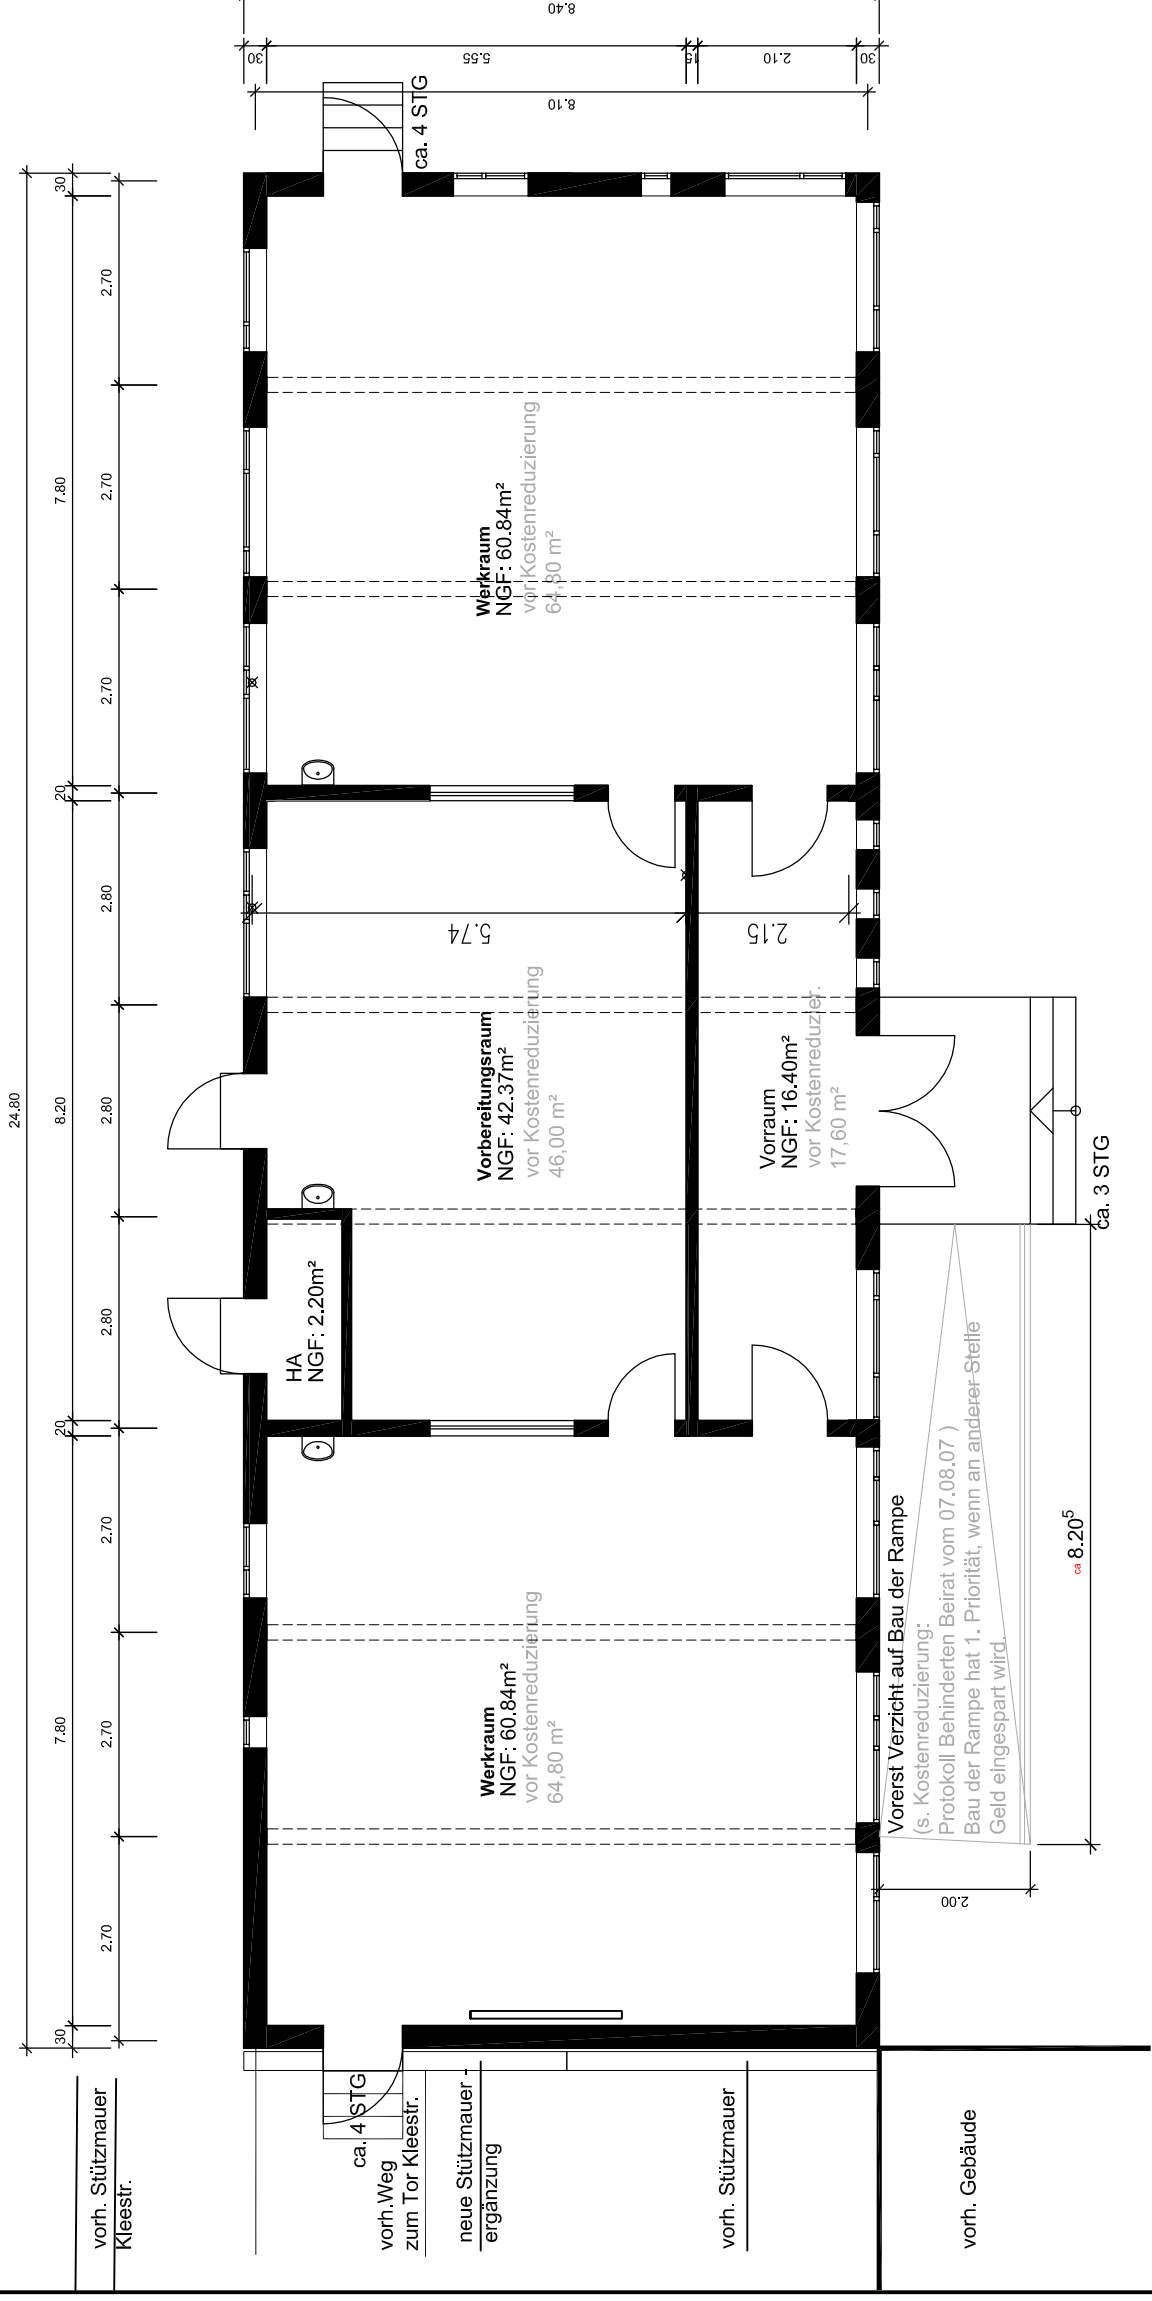 8.40
30
5.55
15
2.10
30
8.10
ca. 4 STG
24.80
30
7.80
20
8.20
20
7.80
30
2.70
2.70
2.70
2.80
2.80
2.80
2.70
2.70
2.70
Werkraum
NGF: 60.84m²
vor Kostenreduzierung
64,80 m²
5.74
2.15
Vorbereitungsraum
NGF: 42.37m²
vor Kostenreduzierung
46,00 m²
Vorraum
NGF: 16.40m²
vor Kostenreduzier.
17,60 m²
HA
NGF: 2.20m²
ca. 3 STG
Werkraum
NGF: 60.84m²
vor Kostenreduzierung
64,80 m²
Vorerst Verzicht auf Bau der Rampe
(s. Kostenreduzierung:
Protokoll Behinderten Beirat vom 07.08.07 )
Bau der Rampe hat 1. Priorität, wenn an anderer Stelle
Geld eingespart wird.
ca 8.20⁵
2.00
vorh. Stützmauer
Kleestr.
ca. 4 STG
vorh.Weg
zum Tor Kleestr.
neue Stützmauer -
ergänzung
vorh. Stützmauer
vorh. Gebäude